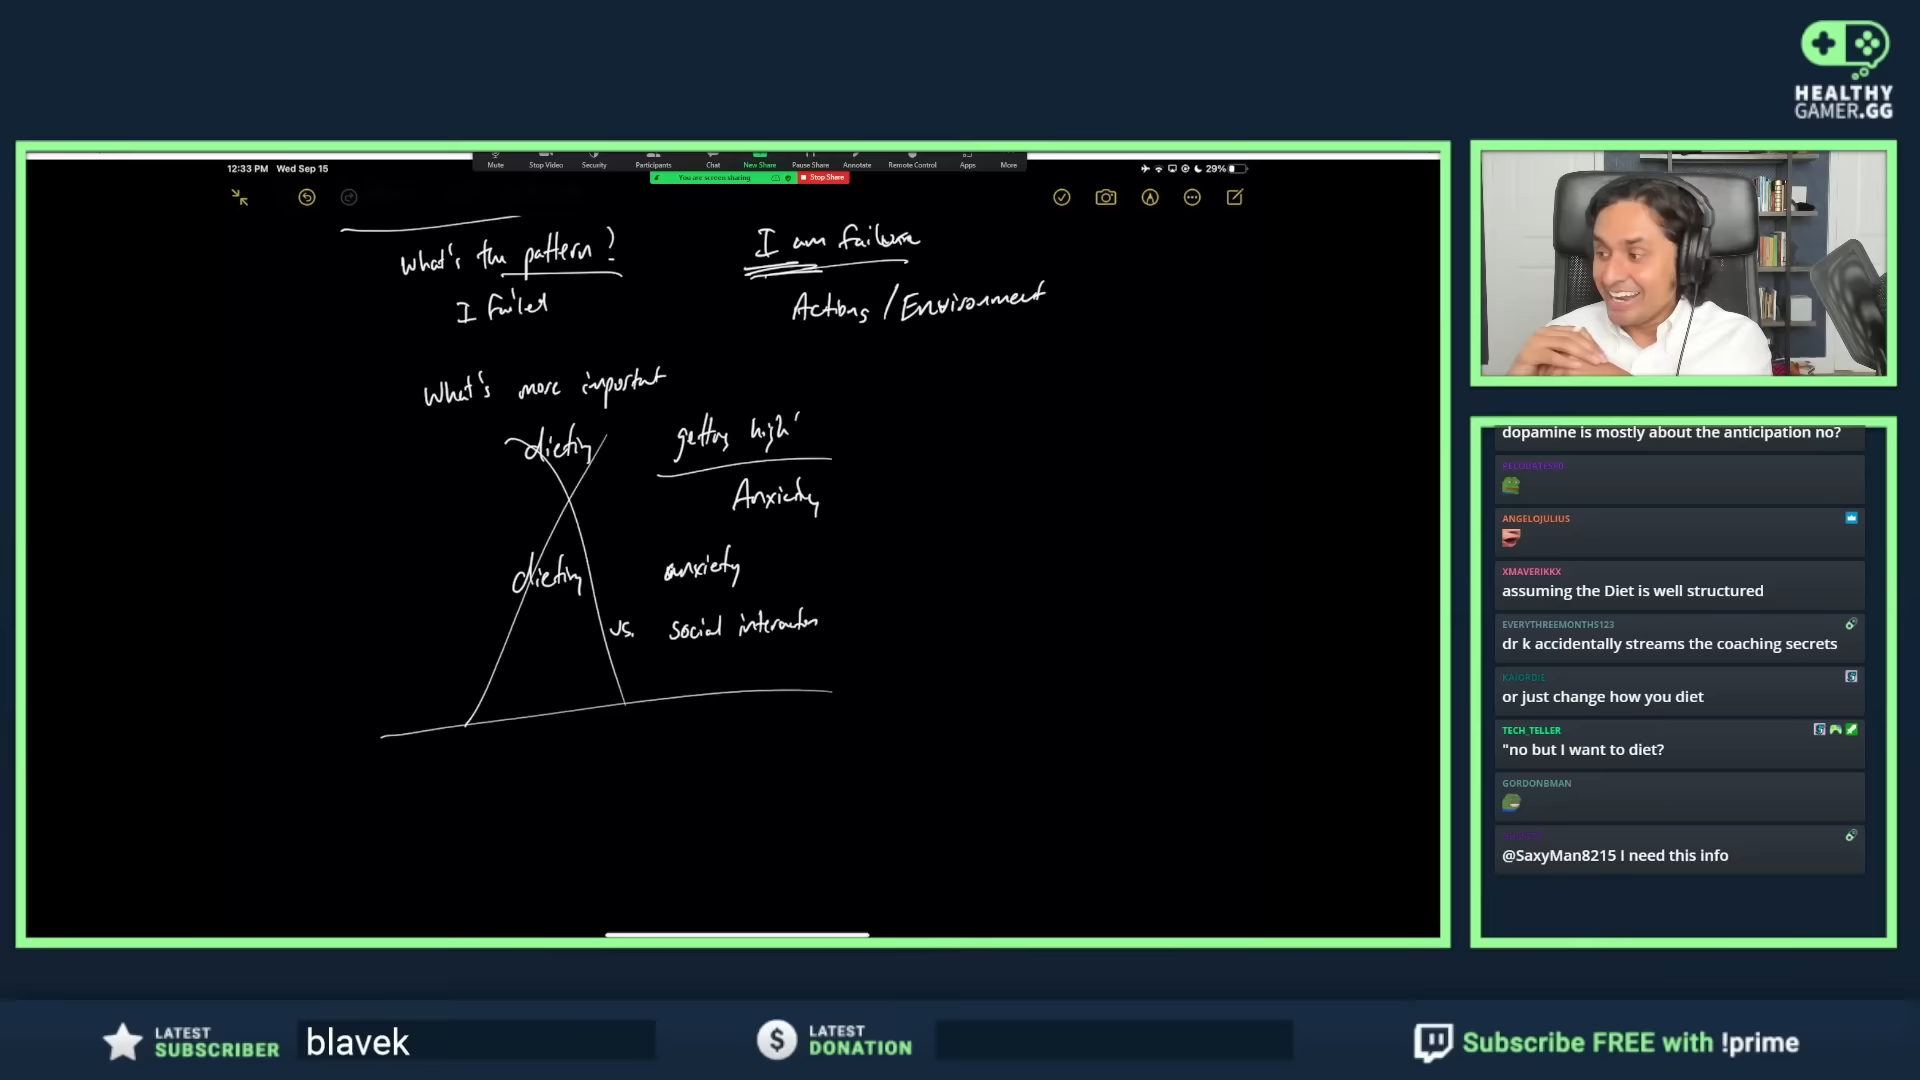 HEALTHY
GAMER.GG
12:33 PM Wed Sep 15
Mute Stop Video Security Participants Chat New Share Pause Share Annotate Remote Control Apps More
You are screen sharing Stop Share
29%
What's the pattern?
I failed
I am failure
Actions / Environment
What's more important
dieting
getting high
Anxiety
dieting
anxiety
vs. social interaction
dopamine is mostly about the anticipation no?
ANGELOJULIUS
XMAVERIKKX
assuming the Diet is well structured
EVERYTHREEMONTHS123
dr k accidentally streams the coaching secrets
KAIORDIE
or just change how you diet
TECH_TELLER
"no but I want to diet?
GORDONBMAN
@SaxyMan8215 I need this info
LATEST
SUBSCRIBER
blavek
LATEST
DONATION
Subscribe FREE with !prime